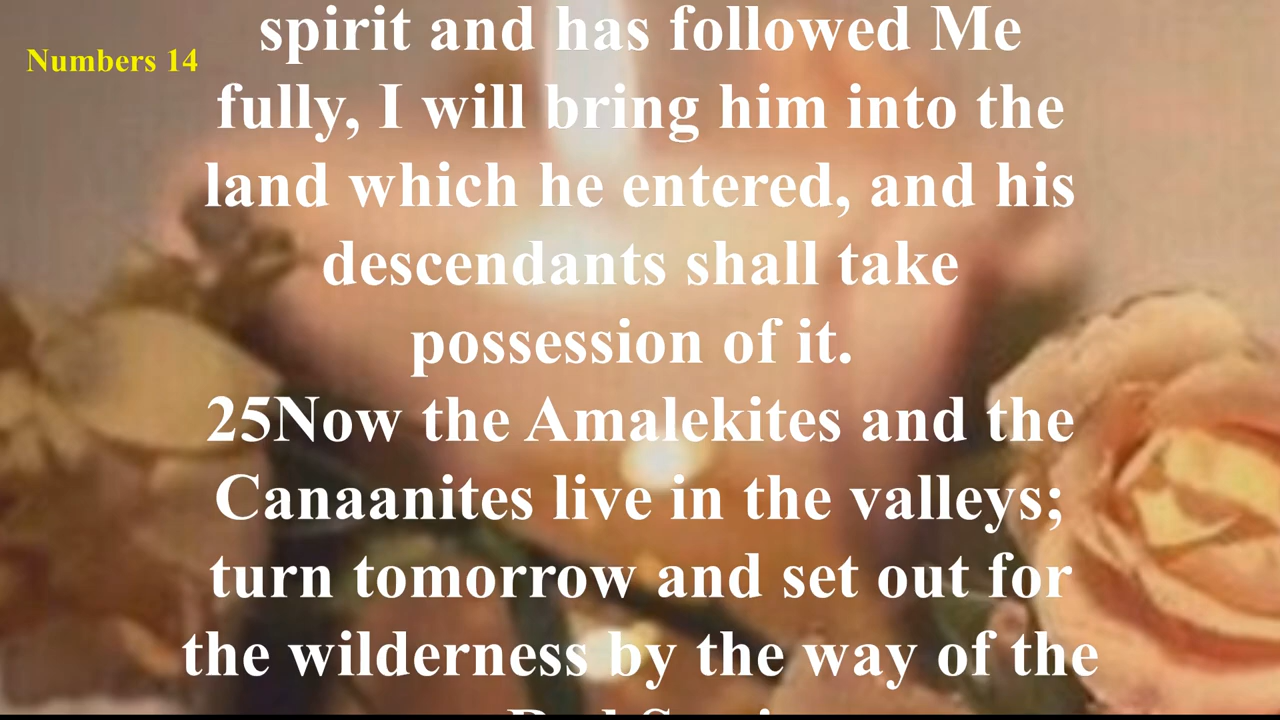 Numbers 14
spirit and has followed Me
fully, I will bring him into the
land which he entered, and his
descendants shall take
possession of it.
25Now the Amalekites and the
Canaanites live in the valleys;
turn tomorrow and set out for
the wilderness by the way of the